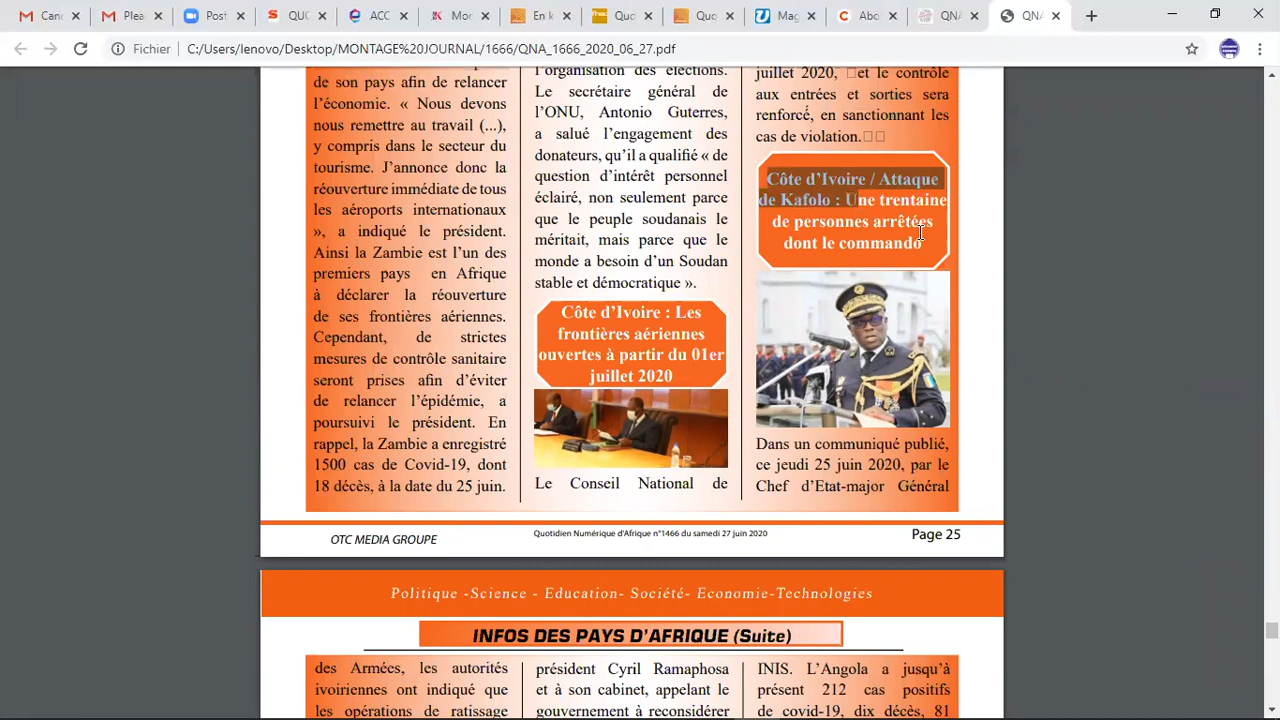 Canc
Plea
Post
QUO
ACC
Mor
En k
Quo
Quo
Mag
Abo
QNA
QNA
Fichier
C:/Users/lenovo/Desktop/MONTAGE%20JOURNAL/1666/QNA_1666_2020_06_27.pdf
de son pays afin de relancer
l'économie. « Nous devons
nous remettre au travail (...),
y compris dans le secteur du
tourisme. J'annonce donc la
réouverture immédiate de tous
les aéroports internationaux
», a indiqué le président.
Ainsi la Zambie est l'un des
premiers pays en Afrique
à déclarer la réouverture
de ses frontières aériennes.
Cependant, de strictes
mesures de contrôle sanitaire
seront prises afin d'éviter
de relancer l'épidémie, a
poursuivi le président. En
rappel, la Zambie a enregistré
1500 cas de Covid-19, dont
18 décès, à la date du 25 juin.
l'organisation des élections.
Le secrétaire général de
l'ONU, Antonio Guterres,
a salué l'engagement des
donateurs, qu'il a qualifié « de
question d'intérêt personnel
éclairé, non seulement parce
que le peuple soudanais le
méritait, mais parce que le
monde a besoin d'un Soudan
stable et démocratique ».
Côte d'Ivoire : Les
frontières aériennes
ouvertes à partir du 01er
juillet 2020
Le Conseil National de
juillet 2020, et le contrôle
aux entrées et sorties sera
renforcé, en sanctionnant les
cas de violation.
Côte d'Ivoire / Attaque
de Kafolo : Une trentaine
de personnes arrêtées
dont le commando
Dans un communiqué publié,
ce jeudi 25 juin 2020, par le
Chef d'Etat-major Général
OTC MEDIA GROUPE
Quotidien Numérique d'Afrique n°1466 du samedi 27 juin 2020
Page 25
Politique -Science - Education- Société- Economie-Technologies
INFOS DES PAYS D'AFRIQUE (Suite)
des Armées, les autorités
ivoiriennes ont indiqué que
les opérations de ratissage
président Cyril Ramaphosa
et à son cabinet, appelant le
gouvernement à reconsidérer
INIS. L'Angola a jusqu'à
présent 212 cas positifs
de covid-19, dix décès, 81